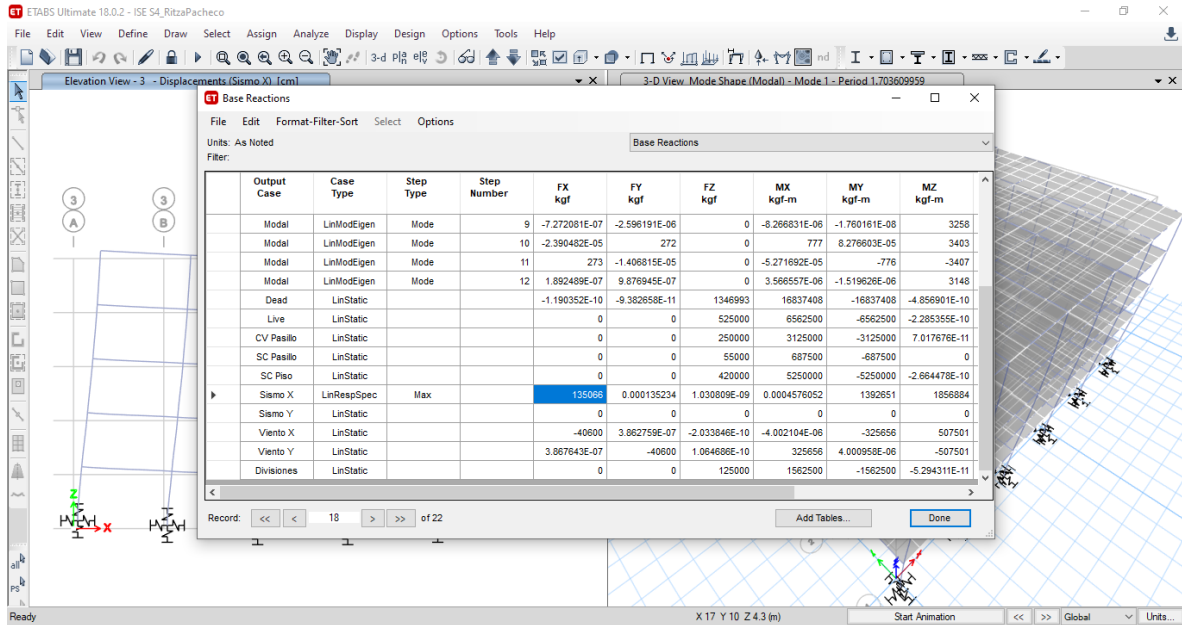 ETABS Ultimate 18.0.2 - ISE S4_RitzaPacheco
File Edit View Define Draw Select Assign Analyze Display Design Options Tools Help
3-d
nd
Elevation View - 3 - Displacements (Sismo X) [cm]
3-D View Mode Shape (Modal) - Mode 1 - Period 1.703609959
Base Reactions
File Edit Format-Filter-Sort Select Options
Units: As Noted
Base Reactions
Filter:
Output Case Case Type Step Type Step Number FX kgf FY kgf FZ kgf MX kgf-m MY kgf-m MZ kgf-m
Modal LinModEigen Mode 9 -7.272081E-07 -2.596191E-06 0 -8.266831E-06 -1.760161E-08 3258
Modal LinModEigen Mode 10 -2.390482E-05 272 0 777 8.276603E-05 3403
Modal LinModEigen Mode 11 273 -1.406815E-05 0 -5.271692E-05 -776 -3407
Modal LinModEigen Mode 12 1.892489E-07 9.876945E-07 0 3.566557E-06 -1.519626E-06 3148
Dead LinStatic -1.190352E-10 -9.382658E-11 1346993 16837408 -16837408 -4.856901E-10
Live LinStatic 0 0 525000 6562500 -6562500 -2.285355E-10
CV Pasillo LinStatic 0 0 250000 3125000 -3125000 7.017676E-11
SC Pasillo LinStatic 0 0 55000 687500 -687500 0
SC Piso LinStatic 0 0 420000 5250000 -5250000 -2.664478E-10
Sismo X LinRespSpec Max 135066 0.000135234 1.030809E-09 0.0004576052 1392651 1856884
Sismo Y LinStatic 0 0 0 0 0 0
Viento X LinStatic -40600 3.862759E-07 -2.033846E-10 -4.002104E-06 -325656 507501
Viento Y LinStatic 3.867643E-07 -40600 1.064686E-10 325656 4.000958E-06 -507501
Divisiones LinStatic 0 0 125000 1562500 -1562500 -5.294311E-11
Record: << < 18 > >> of 22
Add Tables...
Done
3
3
A
B
Z
X
all
PS
Ready
X 17 Y 10 Z 4.3 (m)
Start Animation
<< >>
Global
Units...